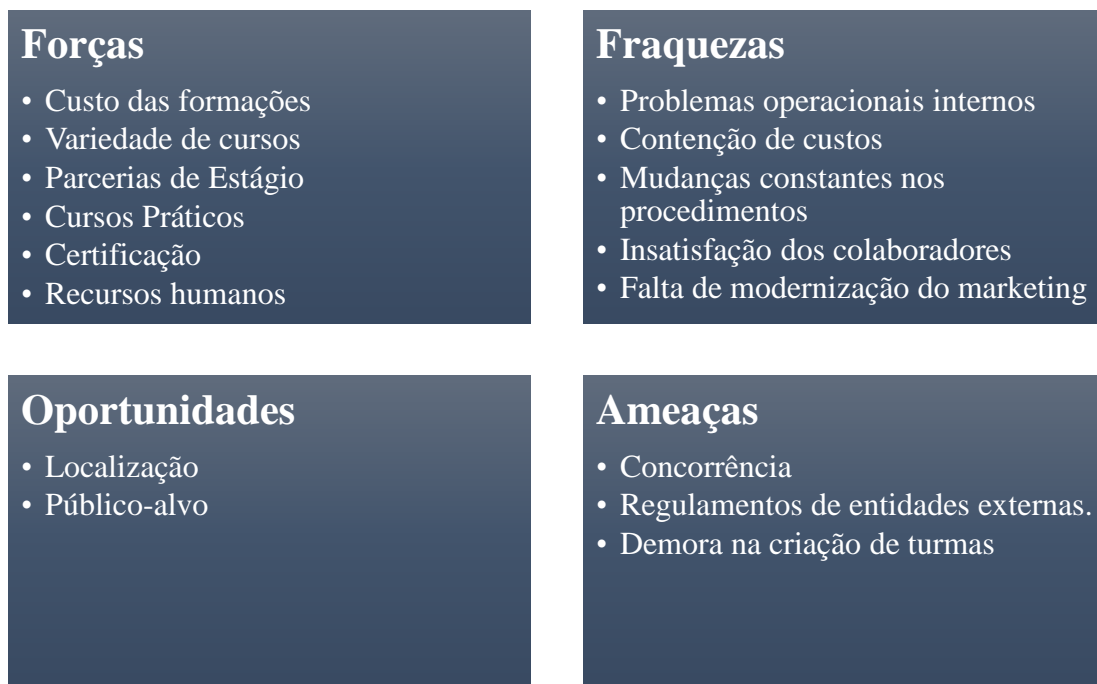 Forças
• Custo das formações
• Variedade de cursos
• Parcerias de Estágio
• Cursos Práticos
• Certificação
• Recursos humanos
Fraquezas
• Problemas operacionais internos
• Contenção de custos
• Mudanças constantes nos
procedimentos
• Insatisfação dos colaboradores
• Falta de modernização do marketing
Oportunidades
• Localização
• Público-alvo
Ameaças
• Concorrência
• Regulamentos de entidades externas.
• Demora na criação de turmas